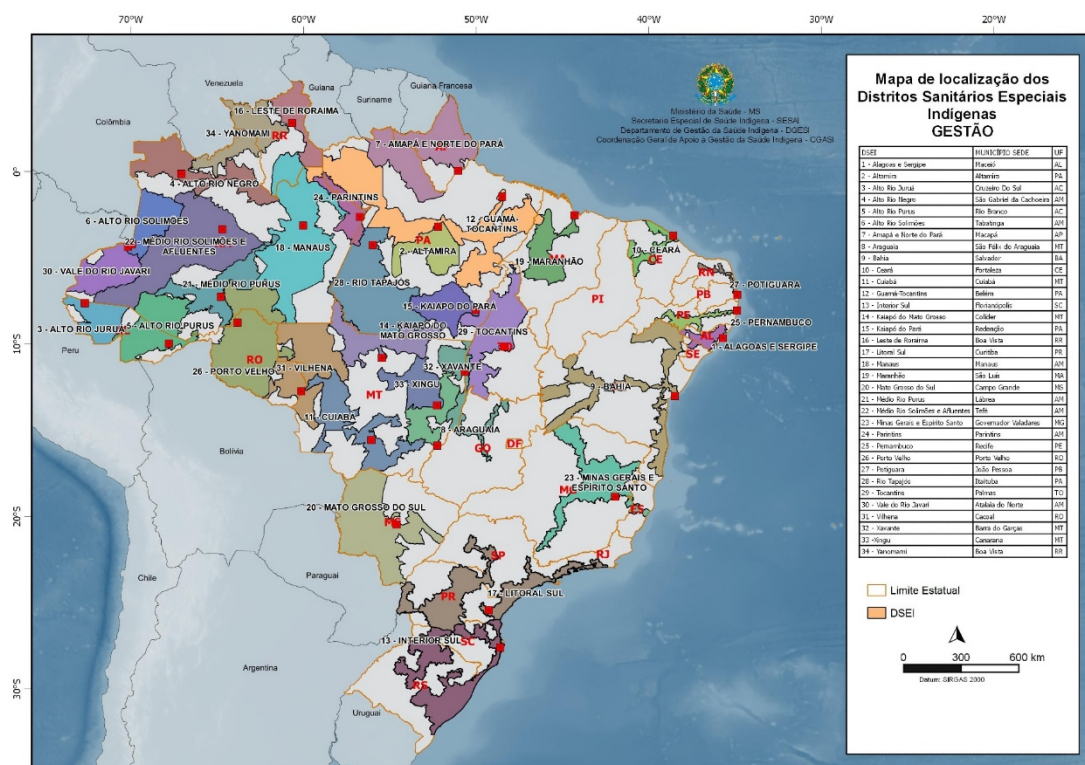 70°W
60°W
50°W
40°W
30°W
20°W
0°
10°S
20°S
30°S
Venezuela
Guiana
Suriname
Guiana Francesa
Colômbia
Peru
Bolívia
Chile
Paraguai
Argentina
Uruguai
Ministério da Saúde - MS
Secretaria Especial de Saúde Indígena - SESAI
Departamento de Gestão da Saúde Indígena - DGESI
Coordenação Geral de Apoio à Gestão da Saúde Indígena - CGASI
16 - LESTE DE RORAIMA
34 - YANOMAMI
RR
7 - AMAPÁ E NORTE DO PARÁ
4 - ALTO RIO NEGRO
24 - PARINTINS
6 - ALTO RIO SOLIMÕES
22 - MÉDIO RIO SOLIMÕES E
AFLUENTES
18 - MANAUS
PA
2 - ALTAMIRA
12 - GUAMÁ-
TOCANTINS
19 - MARANHÃO
10 - CEARÁ
CE
30 - VALE DO RIO JAVARI
21 - MÉDIO RIO PURUS
28 - RIO TAPAJÓS
RN
27 - POTIGUARA
PB
PI
15 - KAIAPÓ DO PARÁ
3 - ALTO RIO JURUÁ
5 - ALTO RIO PURUS
14 - KAIAPÓ DO
MATO GROSSO
29 - TOCANTINS
PE
25 - PERNAMBUCO
AL
1 - ALAGOAS E SERGIPE
SE
RO
26 - PORTO VELHO
31 - VILHENA
32 - XAVANTE
33 - XINGU
MT
9 - BAHIA
11 - CUIABÁ
8 - ARAGUAIA
GO
DF
23 - MINAS GERAIS E
ESPÍRITO SANTO
MG
ES
20 - MATO GROSSO DO SUL
MS
SP
RJ
PR
17 - LITORAL SUL
13 - INTERIOR SUL
SC
RS
Mapa de localização dos
Distritos Sanitários Especiais
Indígenas
GESTÃO
DSEI MUNICÍPIO SEDE UF
1 - Alagoas e Sergipe Maceió AL
2 - Altamira Altamira PA
3 - Alto Rio Juruá Cruzeiro Do Sul AC
4 - Alto Rio Negro São Gabriel da Cachoeira AM
5 - Alto Rio Purus Rio Branco AC
6 - Alto Rio Solimões Tabatinga AM
7 - Amapá e Norte do Pará Macapá AP
8 - Araguaia São Félix do Araguaia MT
9 - Bahia Salvador BA
10 - Ceará Fortaleza CE
11 - Cuiabá Cuiabá MT
12 - Guamá-Tocantins Belém PA
13 - Interior Sul Florianópolis SC
14 - Kaiapó do Mato Grosso Colider MT
15 - Kaiapó do Pará Redenção PA
16 - Leste de Roraima Boa Vista RR
17 - Litoral Sul Curitiba PR
18 - Manaus Manaus AM
19 - Maranhão São Luis MA
20 - Mato Grosso do Sul Campo Grande MS
21 - Médio Rio Purus Lábrea AM
22 - Médio Rio Solimões e Afluentes Tefé AM
23 - Minas Gerais e Espírito Santo Governador Valadares MG
24 - Parintins Parintins AM
25 - Pernambuco Recife PE
26 - Porto Velho Porto Velho RO
27 - Potiguara João Pessoa PB
28 - Rio Tapajós Itaituba PA
29 - Tocantins Palmas TO
30 - Vale do Rio Javari Atalaia do Norte AM
31 - Vilhena Cacoal RO
32 - Xavante Barra do Garças MT
33 -Xingu Canarana MT
34 - Yanomami Boa Vista RR
Limite Estatual
DSEI
0 300 600 km
Datum: SIRGAS 2000